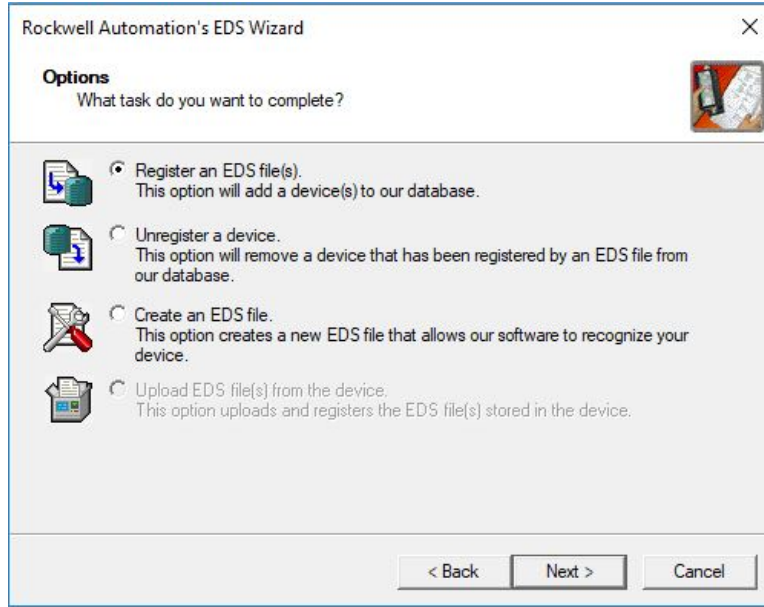 Rockwell Automation's EDS Wizard
Options
What task do you want to complete?
Register an EDS file(s).
This option will add a device(s) to our database.
Unregister a device.
This option will remove a device that has been registered by an EDS file from
our database.
Create an EDS file.
This option creates a new EDS file that allows our software to recognize your
device.
Upload EDS file(s) from the device.
This option uploads and registers the EDS file(s) stored in the device.
< Back
Next >
Cancel